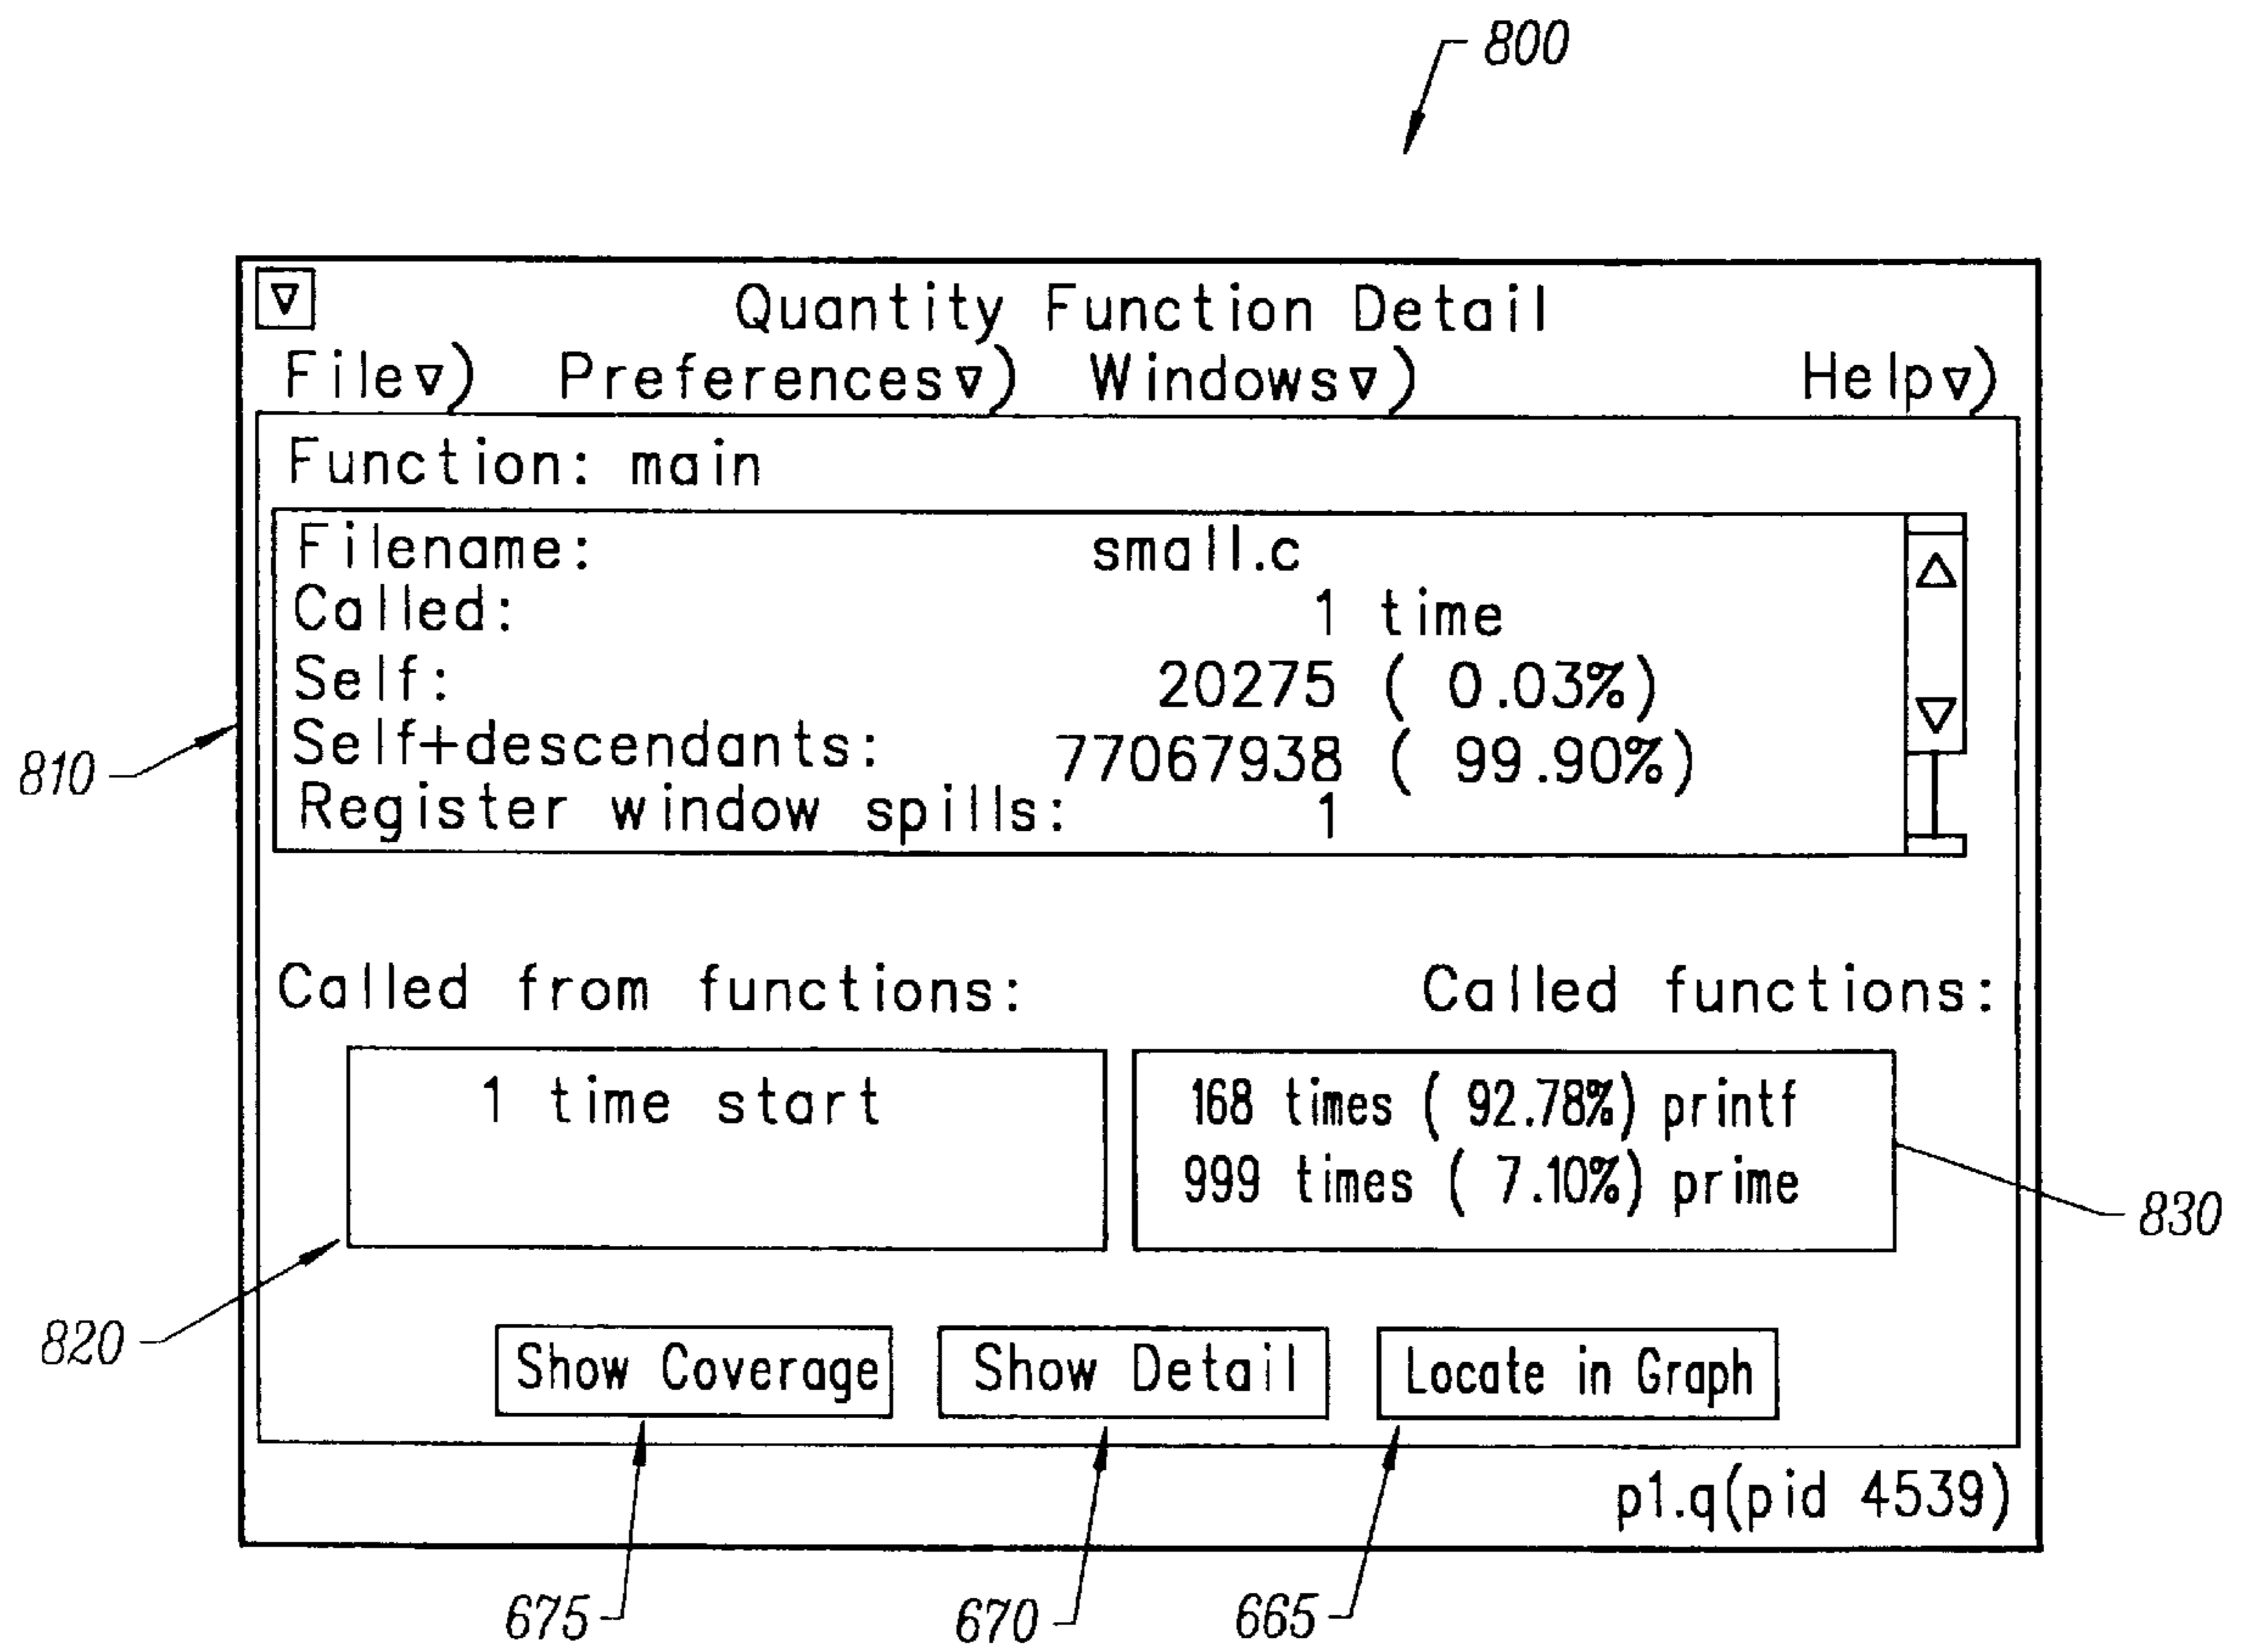 800
Quantity Function Detail
File Preferences Windows Help
Function: main
Filename: small.c
Called: 1 time
Self: 20275 ( 0.03%)
Self+descendants: 77067938 ( 99.90%)
810
Register window spills: 1
Called from functions: Called functions:
1 time start 168 times ( 92.78%) printf
999 times ( 7.10%) prime
830
820
Show Coverage Show Detail Locate in Graph
p1.q(pid 4539)
675 670 665